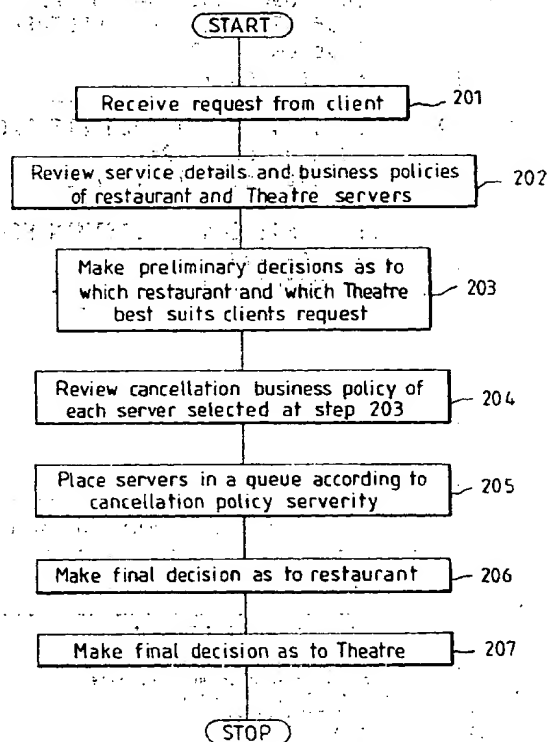 START
Receive request from client
201
Review service details and business policies
of restaurant and Theatre servers
202
Make preliminary decisions as to
which restaurant and which Theatre
best suits clients request
203
Review cancellation business policy of
each server selected at step 203
204
Place servers in a queue according to
cancellation policy serverity
205
Make final decision as to restaurant
206
Make final decision as to Theatre
207
STOP